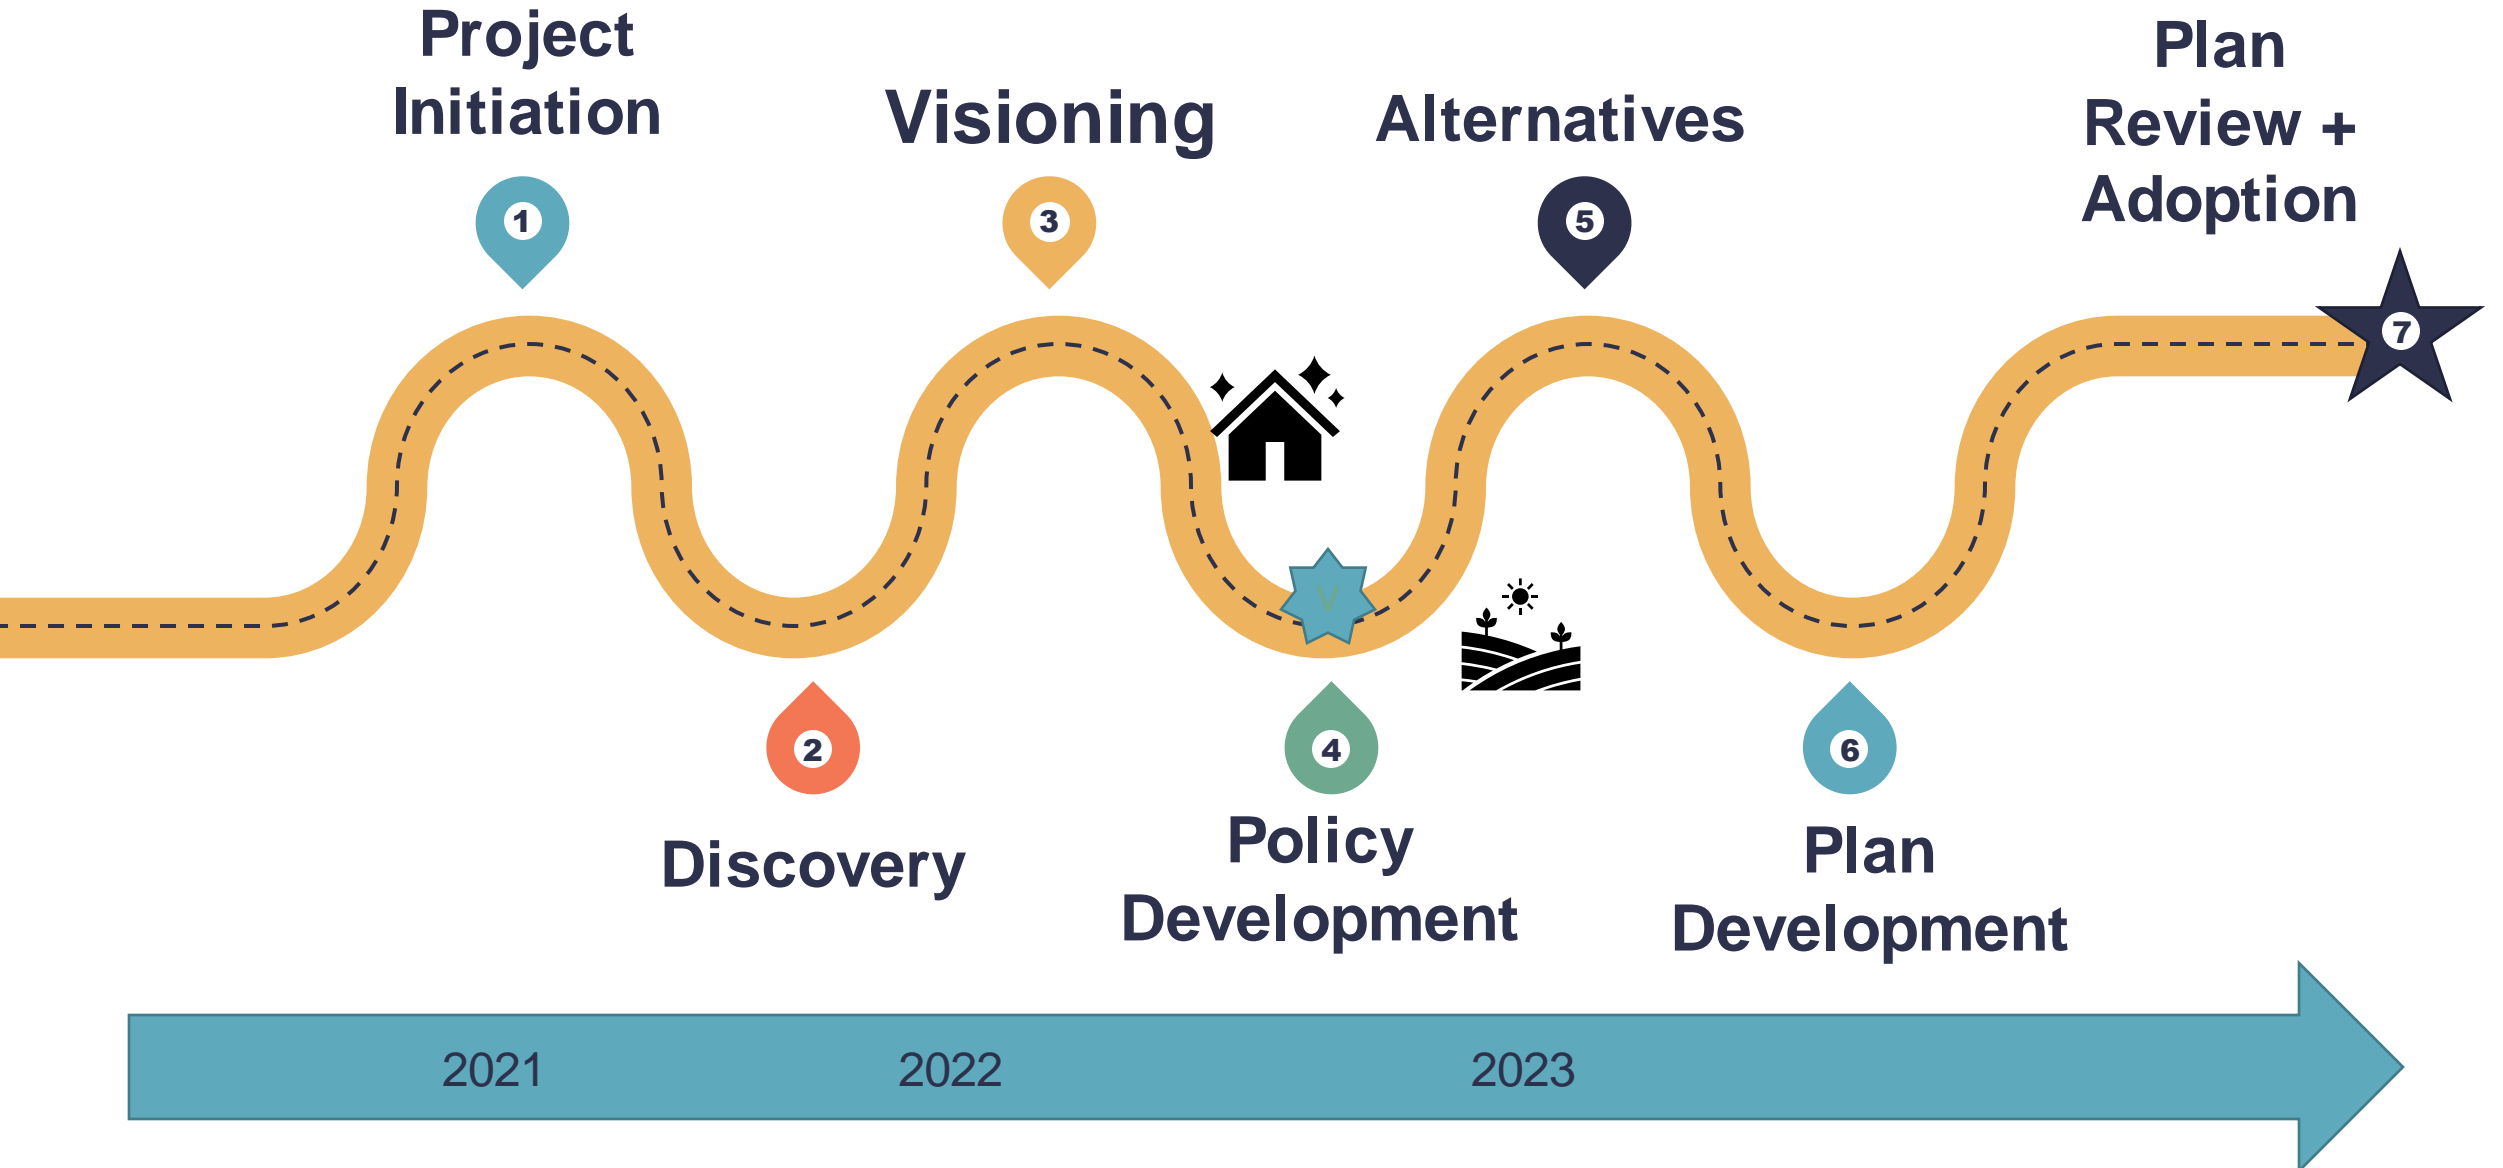 Project
Initiation
1
2
Discovery
Visioning
3
V
4
Policy
Development
Alternatives
5
6
Plan
Development
Plan
Review +
Adoption
7
2021
2022
2023